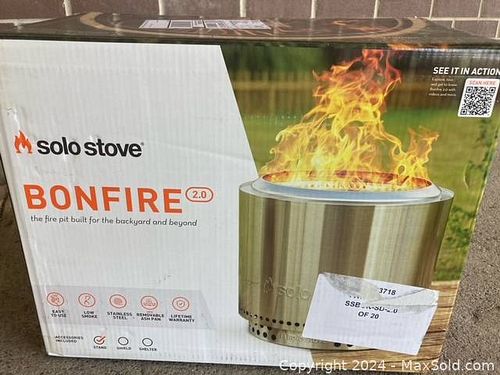 SEE IT IN ACTION
SCAN HERE
solo stove®
BONFIRE 2.0
the fire pit built for the backyard and beyond
EASY
TO USE
LOW
SMOKE
STAINLESS
STEEL
REMOVABLE
ASH PAN
LIFETIME
WARRANTY
ACCESSORIES
INCLUDED
STAND
SHIELD
SHELTER
solo
3718
OF 20
Copyright 2024 - MaxSold.com